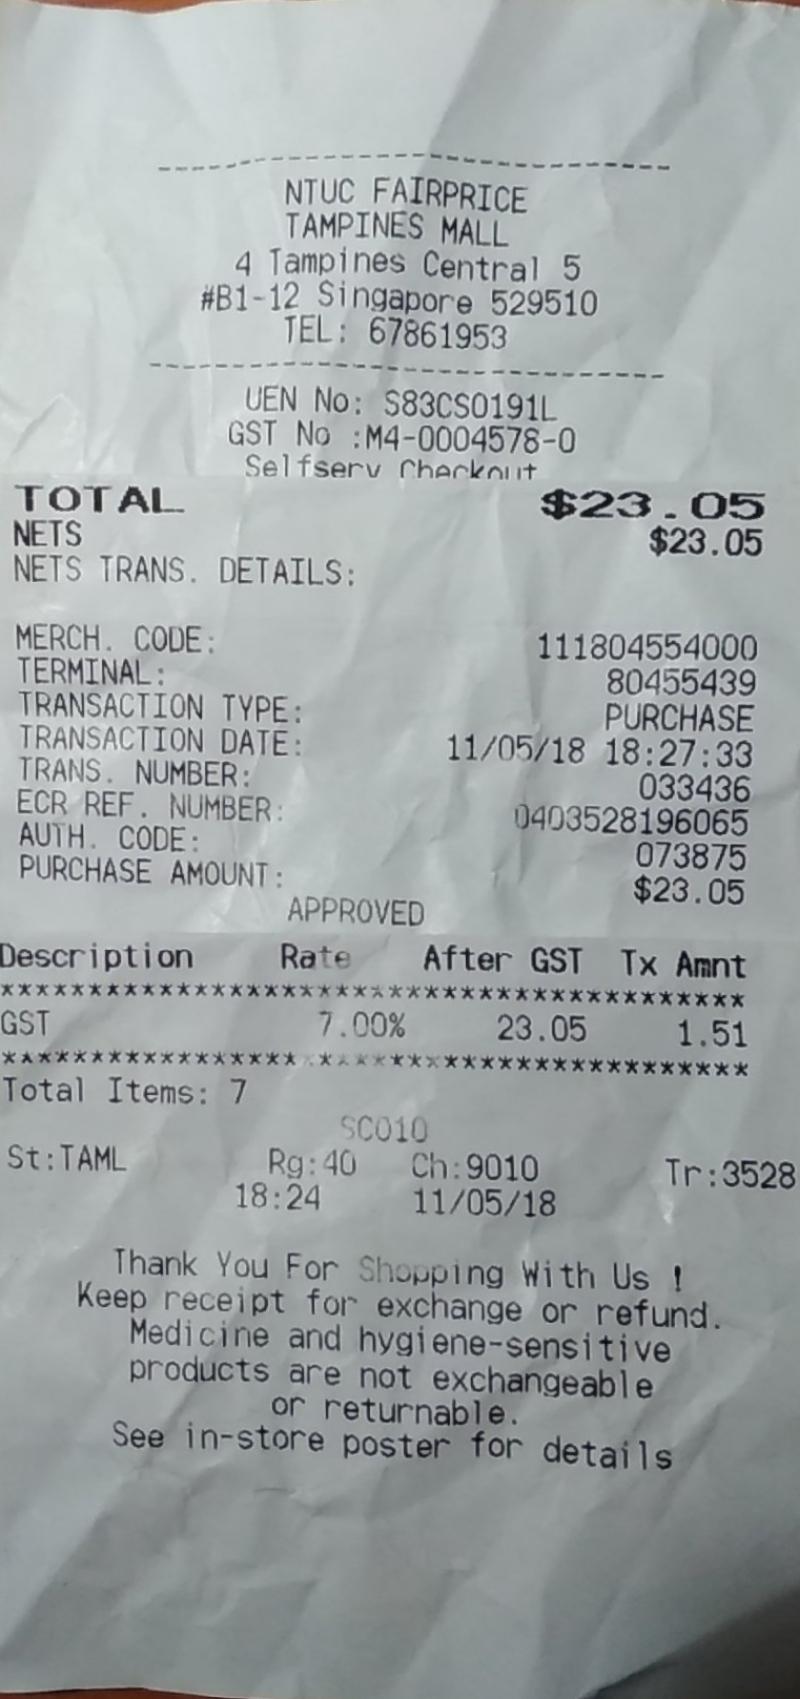 NTUC FAIRPRICE
TAMPINES MALL
4 Tampines Central 5
#B1-12 Singapore 529510
TEL: 67861953
UEN No: S83CS0191L
GST No :M4-0004578-0
Selfserv Checkout
TOTAL $23.05
NETS $23.05
NETS TRANS. DETAILS:
MERCH. CODE: 111804554000
TERMINAL: 80455439
TRANSACTION TYPE: PURCHASE
TRANSACTION DATE: 11/05/18 18:27:33
TRANS. NUMBER: 033436
ECR REF. NUMBER: 0403528196065
AUTH. CODE: 073875
PURCHASE AMOUNT: $23.05
APPROVED
Description Rate After GST Tx Amnt
**************************************************
GST 7.00% 23.05 1.51
**************************************************
Total Items: 7
SCO10
St:TAML Rg:40 Ch:9010 Tr:3528
18:24 11/05/18
Thank You For Shopping With Us !
Keep receipt for exchange or refund.
Medicine and hygiene-sensitive
products are not exchangeable
or returnable.
See in-store poster for details